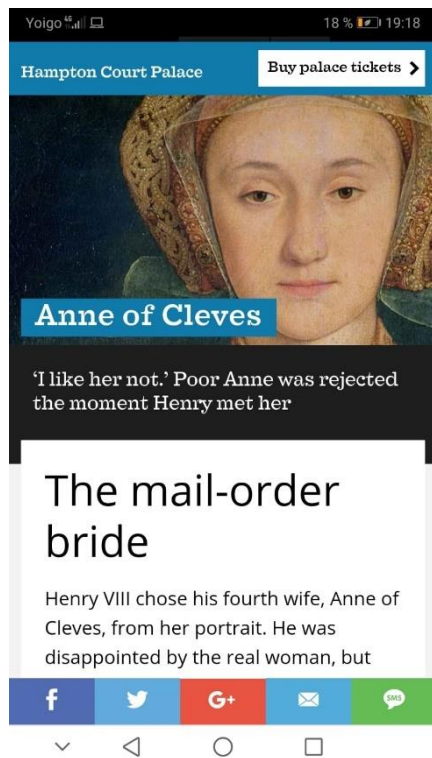 Yoigo 4G 18 % 19:18
Hampton Court Palace
Buy palace tickets
Anne of Cleves
‘I like her not.’ Poor Anne was rejected
the moment Henry met her
The mail-order
bride
Henry VIII chose his fourth wife, Anne of
Cleves, from her portrait. He was
disappointed by the real woman, but
f G+ SMS